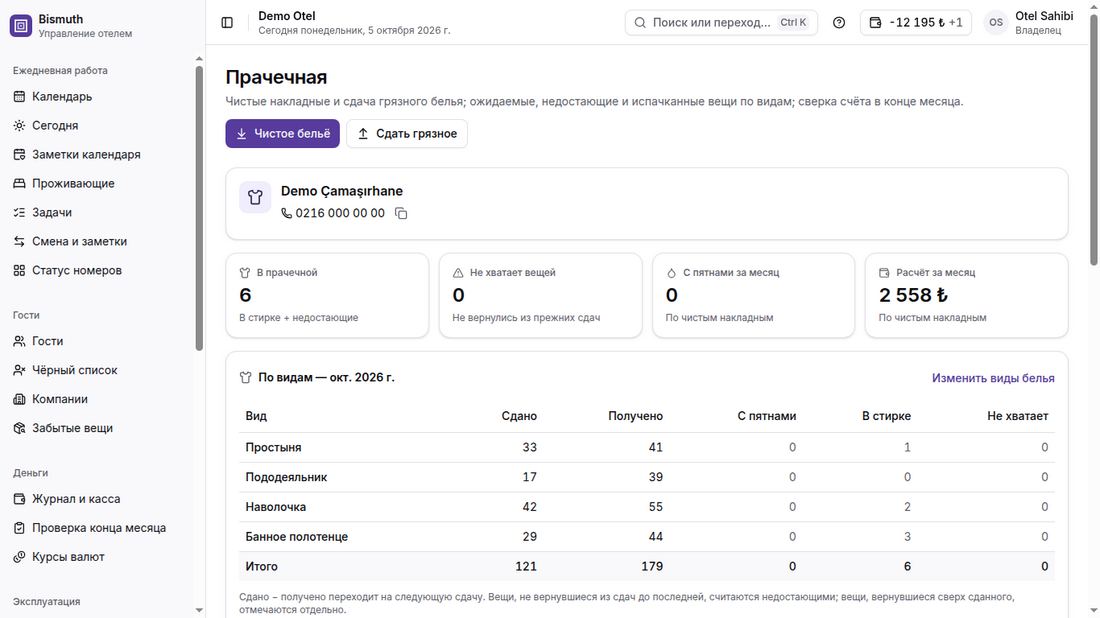 Bismuth
Управление отелем
Ежедневная работа
Календарь
Сегодня
Заметки календаря
Проживающие
Задачи
Смена и заметки
Статус номеров
Гости
Гости
Чёрный список
Компании
Забытые вещи
Деньги
Журнал и касса
Проверка конца месяца
Курсы валют
Эксплуатация
Demo Otel
Сегодня понедельник, 5 октября 2026 г.
Поиск или переход… Ctrl K
-12 195 ₺ +1
OS
Otel Sahibi
Владелец
Прачечная
Чистые накладные и сдача грязного белья; ожидаемые, недостающие и испачканные вещи по видам; сверка счёта в конце месяца.
Чистое бельё
Сдать грязное
Demo Çamaşırhane
0216 000 00 00
В прачечной
6
В стирке + недостающие
Не хватает вещей
0
Не вернулись из прежних сдач
С пятнами за месяц
0
По чистым накладным
Расчёт за месяц
2 558 ₺
По чистым накладным
По видам — окт. 2026 г.
Изменить виды белья
Вид Сдано Получено С пятнами В стирке Не хватает
Простыня 33 41 0 1 0
Пододеяльник 17 39 0 0 0
Наволочка 42 55 0 2 0
Банное полотенце 29 44 0 3 0
Итого 121 179 0 6 0
Сдано − получено переходит на следующую сдачу. Вещи, не вернувшиеся из сдач до последней, считаются недостающими; вещи, вернувшиеся сверх сданного,
отмечаются отдельно.